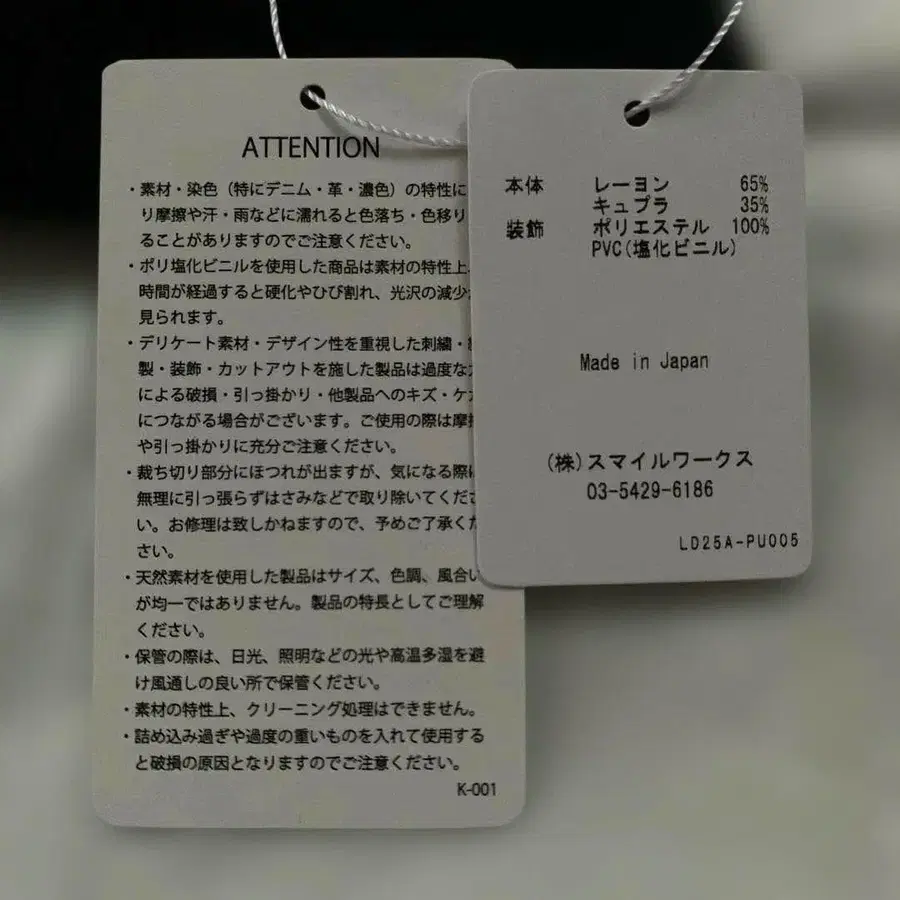 ATTENTION
・素材・染色（特にデニム・革・濃色）の特性に
り摩擦や汗・雨などに濡れると色落ち・色移り
ることがありますのでご注意ください。
・ポリ塩化ビニルを使用した商品は素材の特性上、
時間が経過すると硬化やひび割れ、光沢の減少
見られます。
・デリケート素材・デザイン性を重視した刺繍・
製・装飾・カットアウトを施した製品は過度な
による破損・引っ掛かり・他製品へのキズ・ケガ
につながる場合がございます。ご使用の際は摩擦
や引っ掛かりに充分ご注意ください。
・裁ち切り部分にほつれが出ますが、気になる際は
無理に引っ張らずはさみなどで取り除いてくださ
い。お修理は致しかねますので、予めご了承くだ
さい。
・天然素材を使用した製品はサイズ、色調、風合い
が均一ではありません。製品の特長としてご理解
ください。
・保管の際は、日光、照明などの光や高温多湿を避
け風通しの良い所で保管ください。
・素材の特性上、クリーニング処理はできません。
・詰め込み過ぎや過度の重いものを入れて使用する
と破損の原因となりますのでご注意ください。
K-001
本体 レーヨン 65%
キュプラ 35%
装飾 ポリエステル 100%
PVC(塩化ビニル)
Made in Japan
(株)スマイルワークス
03-5429-6186
LD25A-PU005